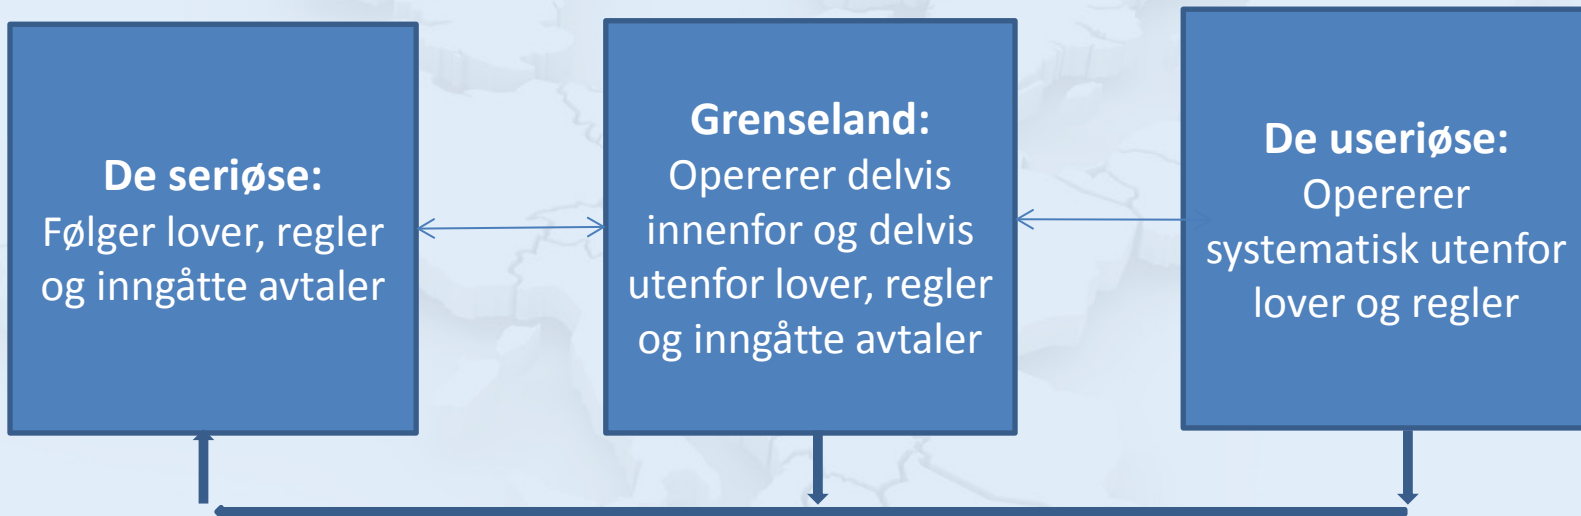 De seriøse:
Følger lover, regler
og inngåtte avtaler
Grenseland:
Opererer delvis
innenfor og delvis
utenfor lover, regler
og inngåtte avtaler
De useriøse:
Opererer
systematisk utenfor
lover og regler